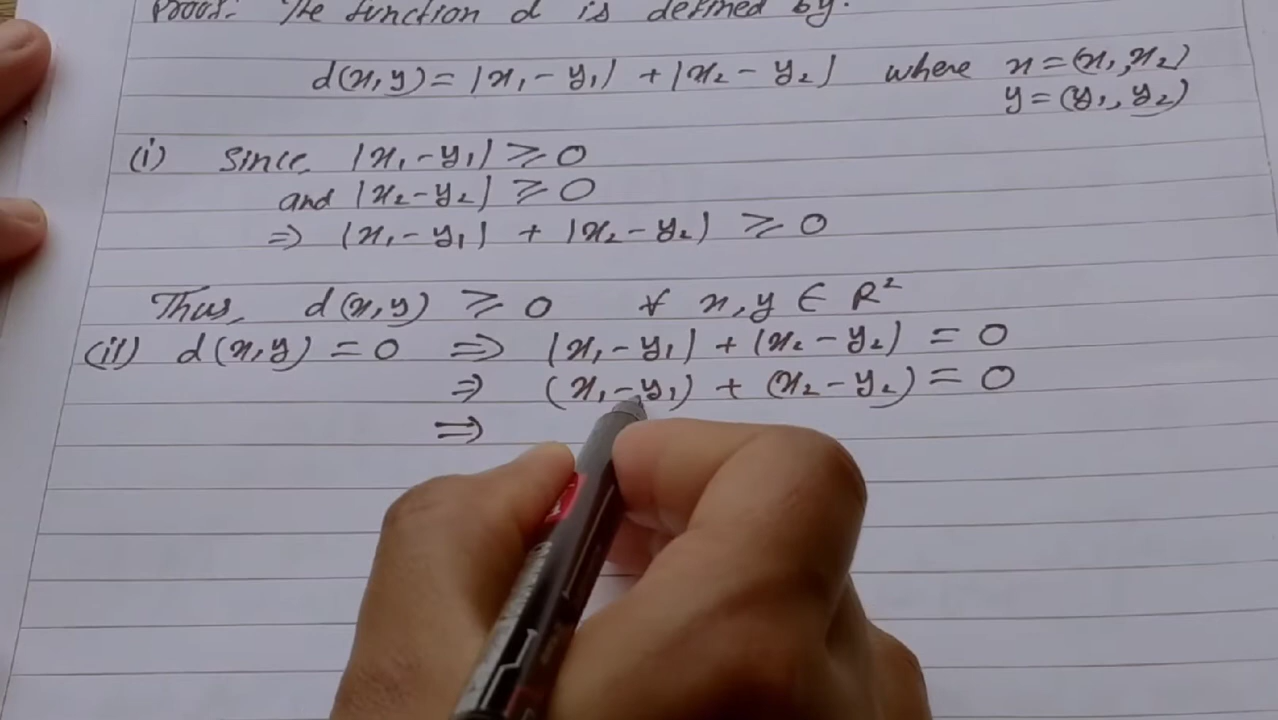 Proof:- The function d is defined by:
d(x,y) = |x₁ - y₁| + |x₂ - y₂| where x = (x₁, x₂)
y = (y₁, y₂)
(i) Since, |x₁ - y₁| ≥ 0
and |x₂ - y₂| ≥ 0
⇒ |x₁ - y₁| + |x₂ - y₂| ≥ 0
Thus, d(x,y) ≥ 0 ∀ x,y ∈ R²
(ii) d(x,y) = 0 ⇒ |x₁ - y₁| + |x₂ - y₂| = 0
⇒ (x₁ - y₁) + (x₂ - y₂) = 0
⇒